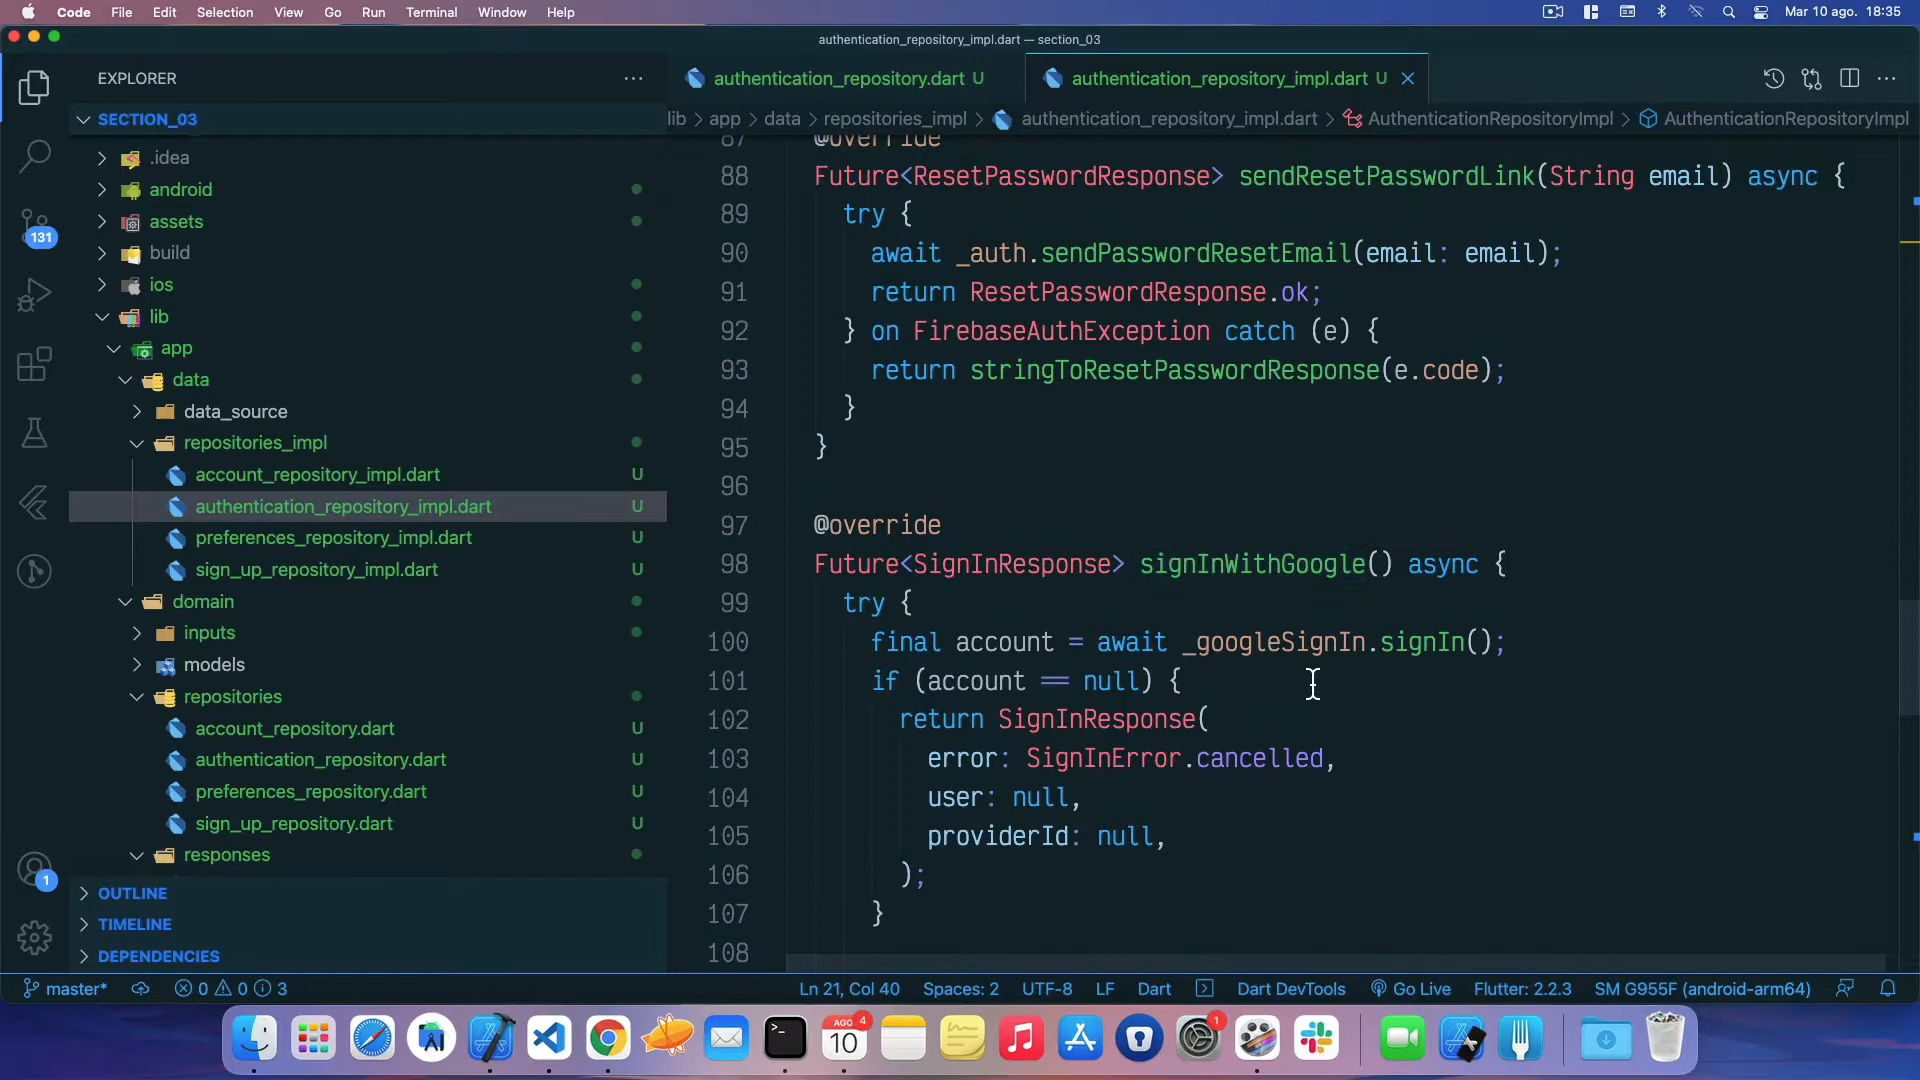 Code File Edit Selection View Go Run Terminal Window Help Mar 10 ago. 18:35
authentication_repository_impl.dart — section_03
EXPLORER ···
authentication_repository.dart U authentication_repository_impl.dart U
SECTION_03
lib > app > data > repositories_impl > authentication_repository_impl.dart > AuthenticationRepositoryImpl > AuthenticationRepositoryImpl
.idea
android
assets
build
ios
lib
app
data
data_source
repositories_impl
account_repository_impl.dart U
authentication_repository_impl.dart U
preferences_repository_impl.dart U
sign_up_repository_impl.dart U
domain
inputs
models
repositories
account_repository.dart U
authentication_repository.dart U
preferences_repository.dart U
sign_up_repository.dart U
responses
OUTLINE
TIMELINE
DEPENDENCIES
131
1
87 @override
88 Future<ResetPasswordResponse> sendResetPasswordLink(String email) async {
89 try {
90 await _auth.sendPasswordResetEmail(email: email);
91 return ResetPasswordResponse.ok;
92 } on FirebaseAuthException catch (e) {
93 return stringToResetPasswordResponse(e.code);
94 }
95 }
96
97 @override
98 Future<SignInResponse> signInWithGoogle() async {
99 try {
100 final account = await _googleSignIn.signIn();
101 if (account == null) {
102 return SignInResponse(
103 error: SignInError.cancelled,
104 user: null,
105 providerId: null,
106 );
107 }
108
master* 0 0 3 Ln 21, Col 40 Spaces: 2 UTF-8 LF Dart Dart DevTools Go Live Flutter: 2.2.3 SM G955F (android-arm64)
AGO 4
10
1